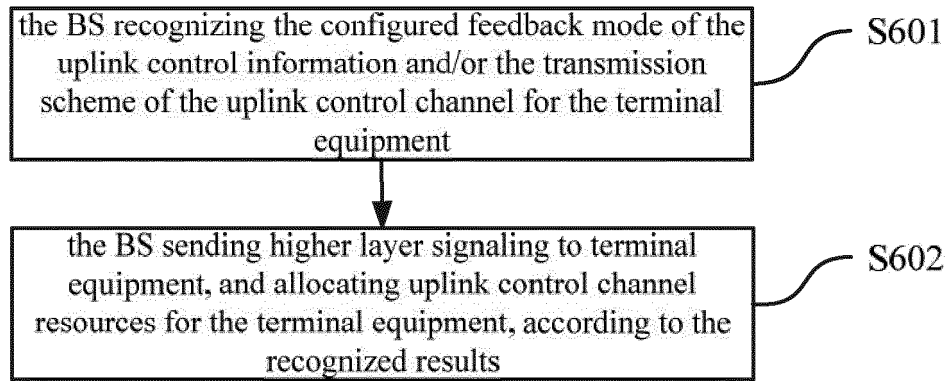 the BS recognizing the configured feedback mode of the
uplink control information and/or the transmission
scheme of the uplink control channel for the terminal
equipment
S601
the BS sending higher layer signaling to terminal
equipment, and allocating uplink control channel
resources for the terminal equipment, according to the
recognized results
S602